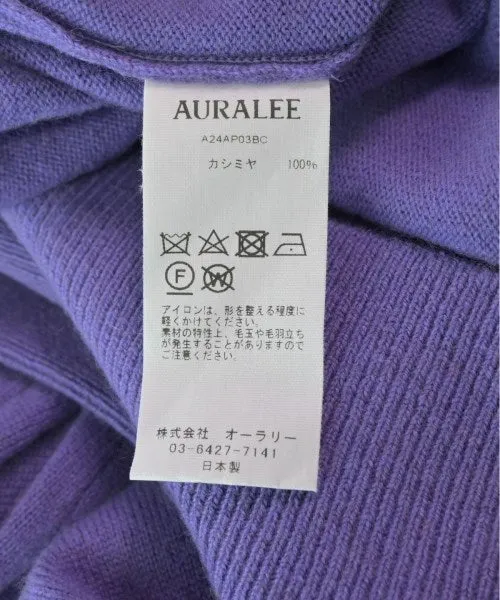 AURALEE
A24AP03BC
カシミヤ 100%
F
W
アイロンは、形を整える程度に
軽くかけてください。
素材の特性上、毛玉や毛羽立ち
が発生することがありますので
ご注意ください。
株式会社 オーラリー
03-6427-7141
日本製